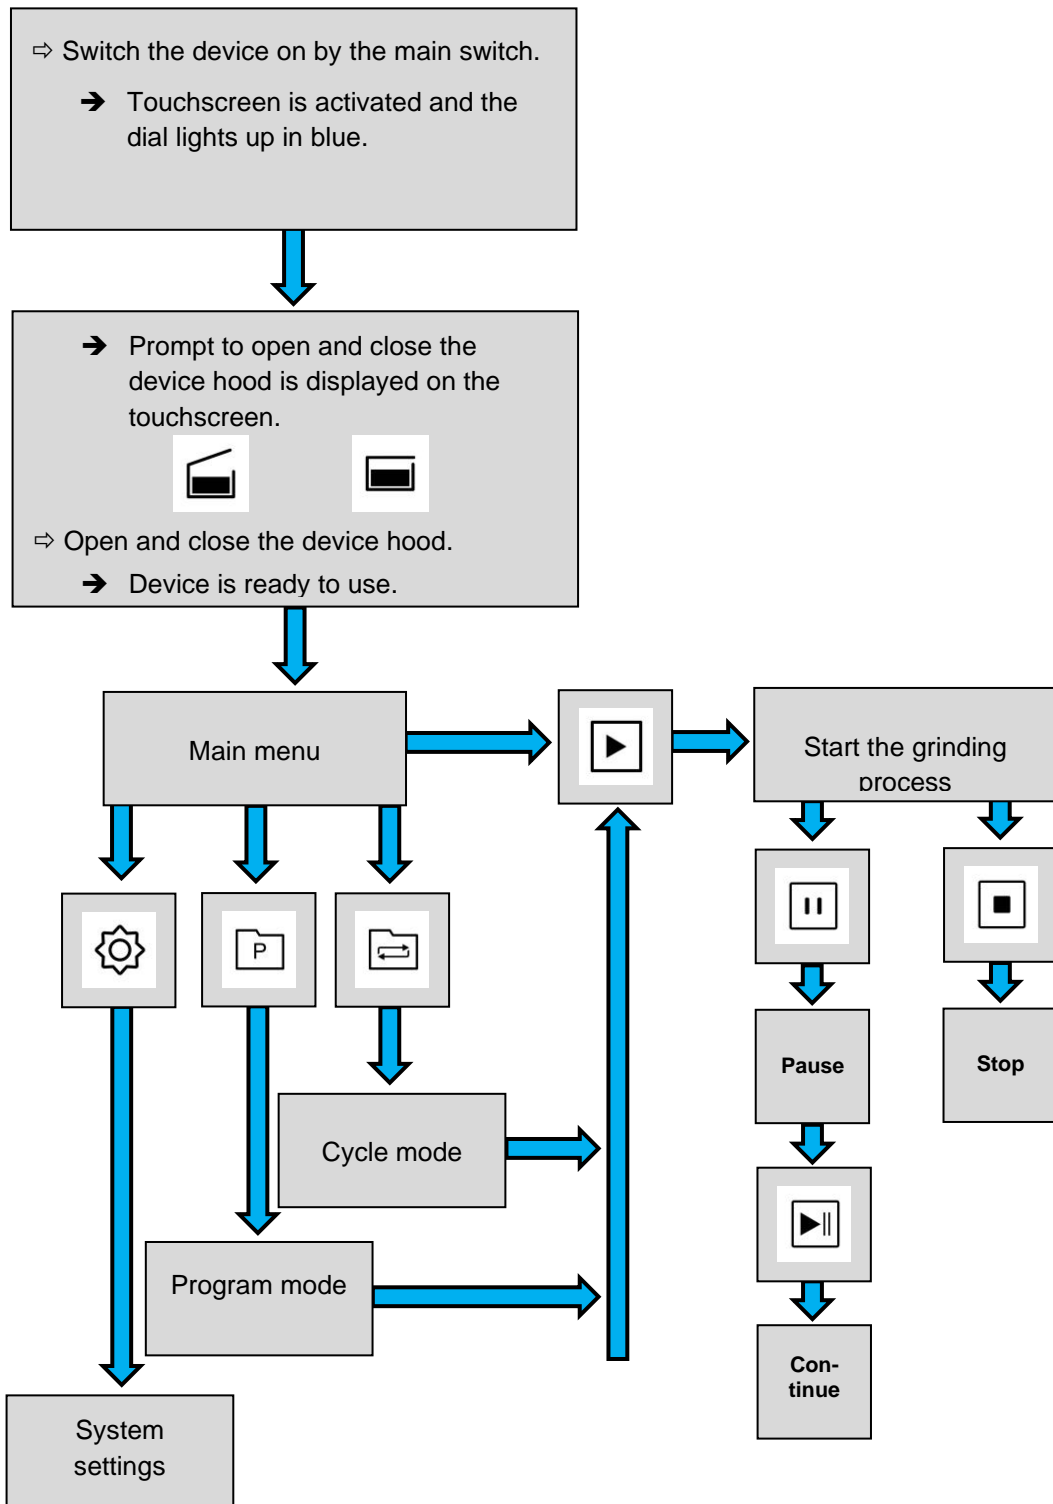 ⇨ Switch the device on by the main switch.
➔ Touchscreen is activated and the
dial lights up in blue.
➔ Prompt to open and close the
device hood is displayed on the
touchscreen.
⇨ Open and close the device hood.
➔ Device is ready to use.
Main menu
Start the grinding
process
P
Pause
Stop
Cycle mode
Program mode
Con-
tinue
System
settings